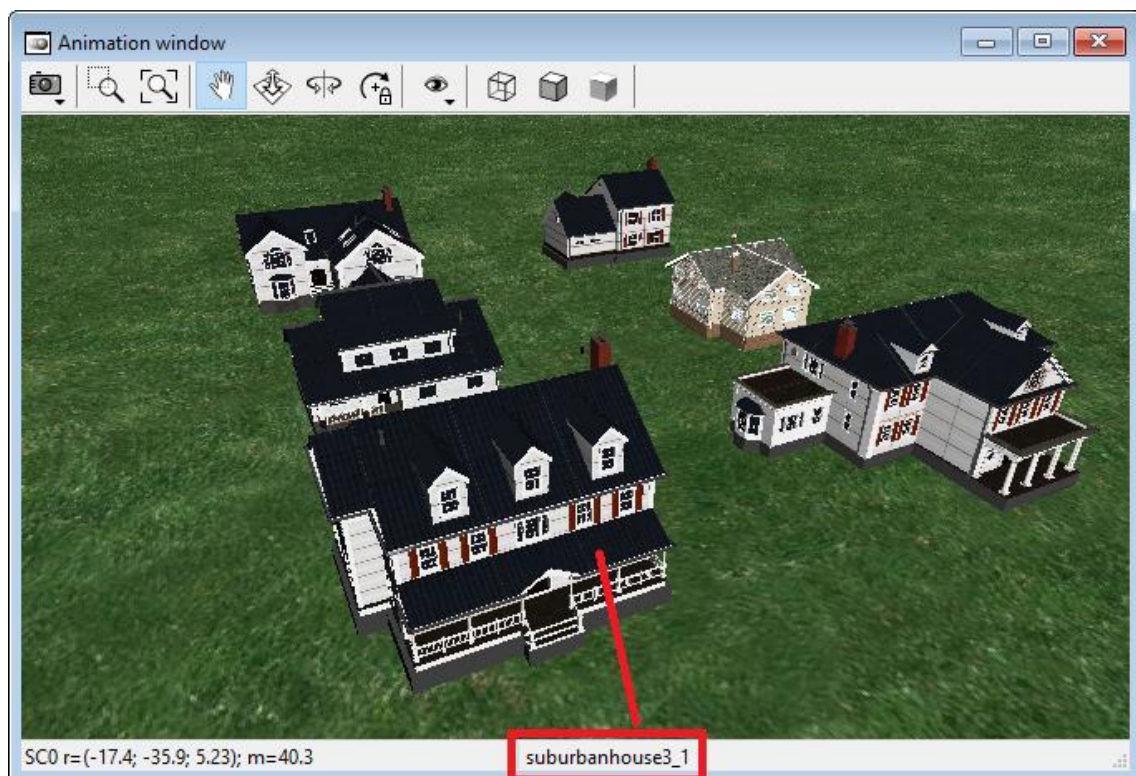 Animation window
SC0 r=(-17.4; -35.9; 5.23); m=40.3
suburbanhouse3_1